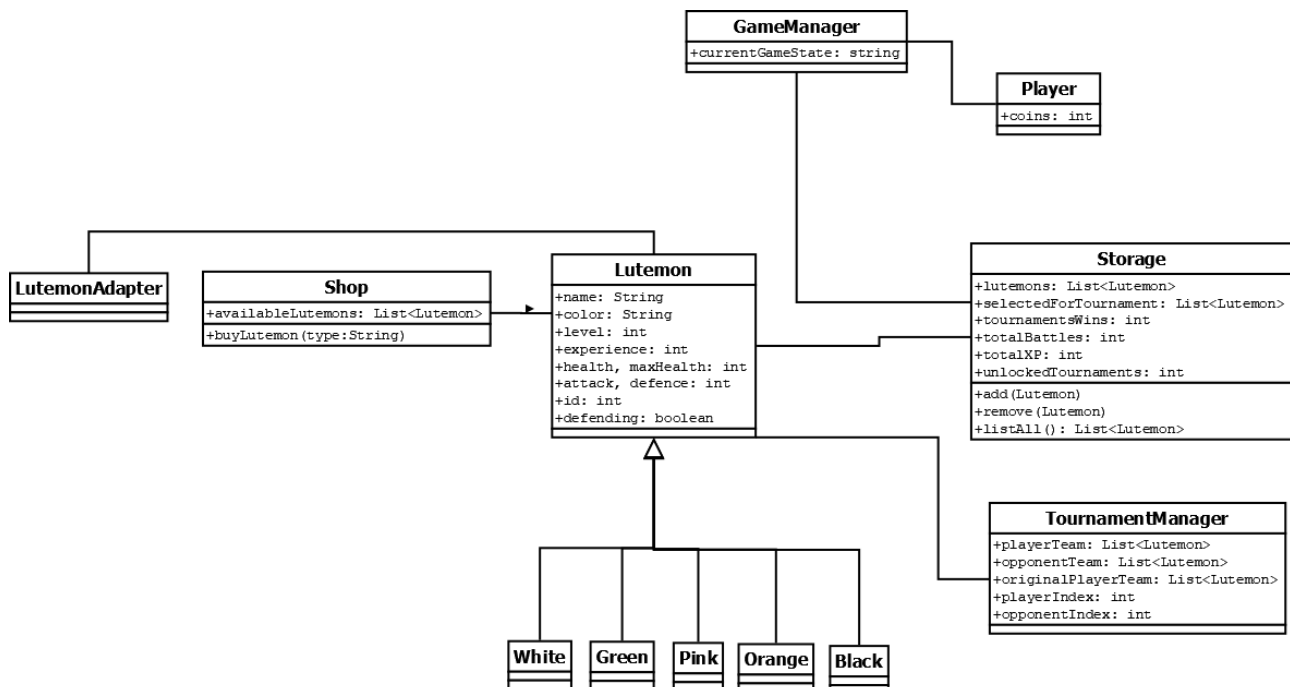 GameManager
+currentGameState: string
Player
+coins: int
LutemonAdapter
Shop
+availableLutemons: List<Lutemon>
+buyLutemon(type:String)
Lutemon
+name: String
+color: String
+level: int
+experience: int
+health, maxHealth: int
+attack, defence: int
+id: int
+defending: boolean
Storage
+lutemons: List<Lutemon>
+selectedForTournament: List<Lutemon>
+tournamentsWins: int
+totalBattles: int
+totalXP: int
+unlockedTournaments: int
+add(Lutemon)
+remove(Lutemon)
+listAll(): List<Lutemon>
TournamentManager
+playerTeam: List<Lutemon>
+opponentTeam: List<Lutemon>
+originalPlayerTeam: List<Lutemon>
+playerIndex: int
+opponentIndex: int
White
Green
Pink
Orange
Black